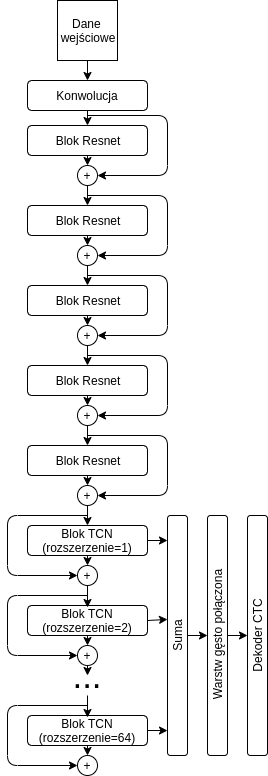 Dane
wejściowe
Konwolucja
Blok Resnet
+
Blok Resnet
+
Blok Resnet
+
Blok Resnet
+
Blok Resnet
+
Blok TCN
(rozszerzenie=1)
+
Blok TCN
(rozszerzenie=2)
+
...
Blok TCN
(rozszerzenie=64)
+
Suma
Warstw gęsto połączona
Dekoder CTC